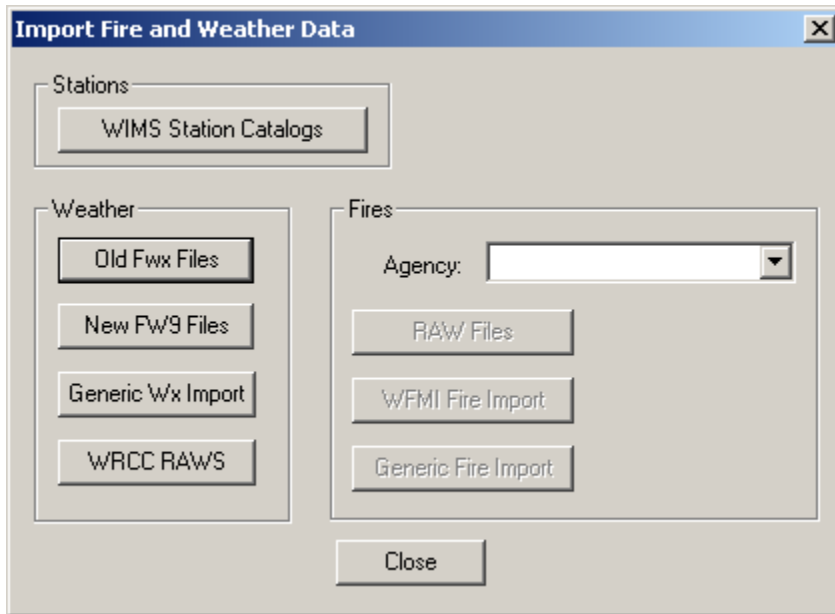 Import Fire and Weather Data
Stations
WIMS Station Catalogs
Weather
Old Fwx Files
New FW9 Files
Generic Wx Import
WRCC RAWS
Fires
Agency:
RAW Files
WFMI Fire Import
Generic Fire Import
Close